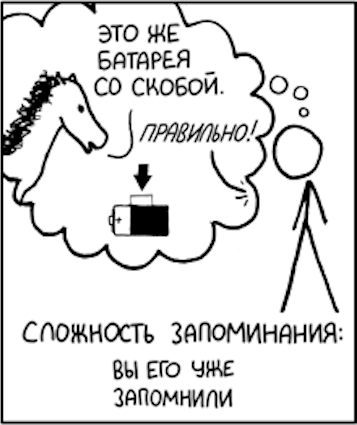 ЭТО ЖЕ
БАТАРЕЯ
СО СКОБОЙ.
ПРАВИЛЬНО!
+
СЛОЖНОСТЬ ЗАПОМИНАНИЯ:
ВЫ ЕГО УЖЕ
ЗАПОМНИЛИ